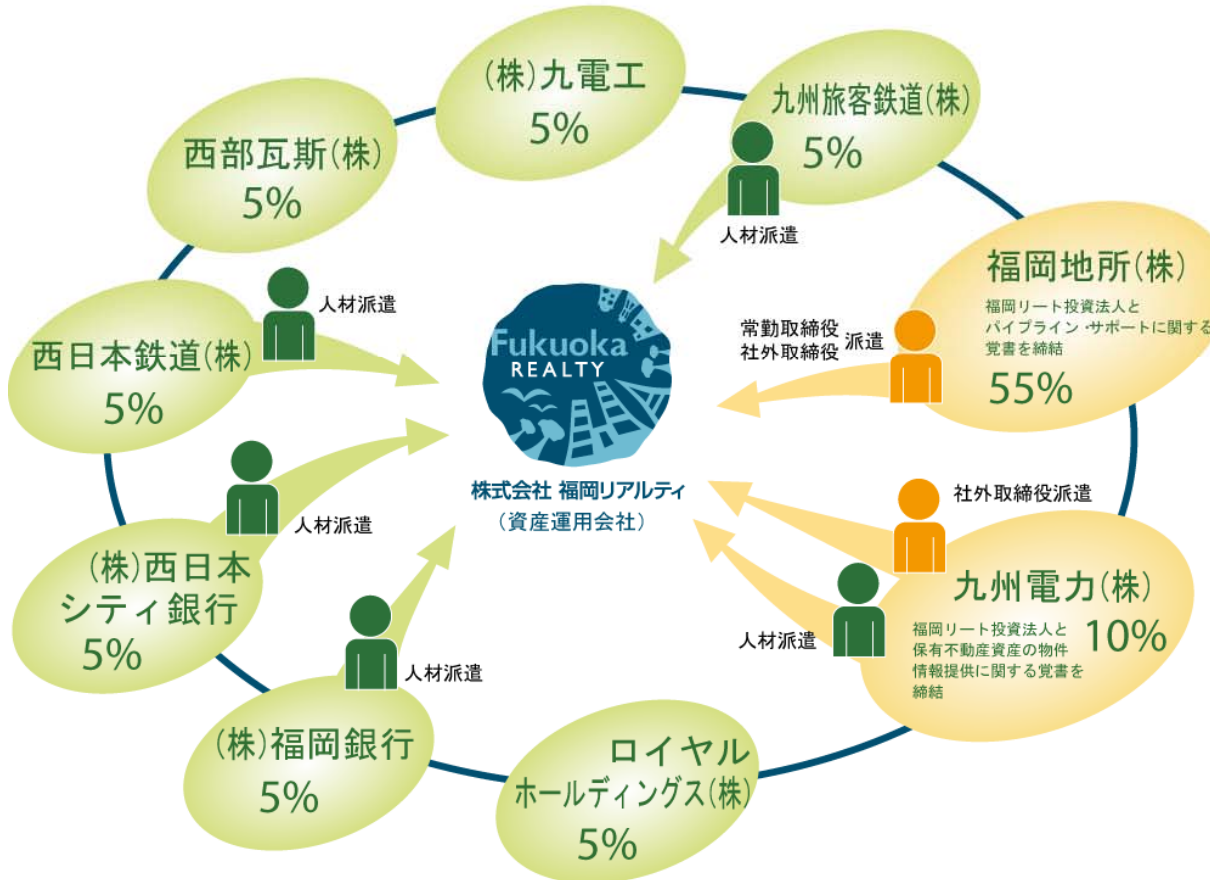 (株)九電工
5%
九州旅客鉄道(株)
5%
人材派遣
西部瓦斯(株)
5%
福岡地所(株)
福岡リート投資法人と
パイプライン・サポートに関する
覚書を締結
55%
常勤取締役
社外取締役
派遣
人材派遣
西日本鉄道(株)
5%
Fukuoka
REALTY
株式会社 福岡リアルティ
(資産運用会社)
社外取締役派遣
人材派遣
(株)西日本
シティ銀行
5%
九州電力(株)
福岡リート投資法人と
保有不動産資産の物件
情報提供に関する覚書を
締結
10%
人材派遣
人材派遣
(株)福岡銀行
5%
ロイヤル
ホールディングス(株)
5%